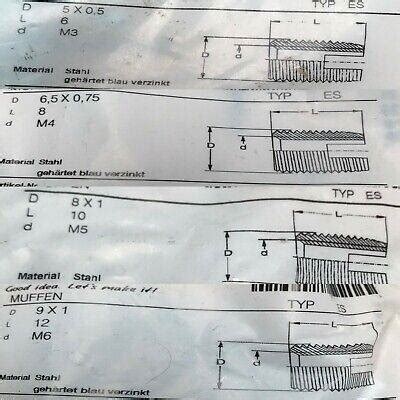 D 5 X 0,5 TYP ES
L 6
d M3
L
D
d
Material Stahl
gehärtet blau verzinkt
TYP ES
D 6,5 X 0,75
L 8
d M4
L
D
d
Material Stahl
gehärtet blau verzinkt
D 8 X 1 TYP ES
L 10
d M5
L
D
d
Material Stahl
Good idea. Let's make it!
MUFFEN TYP ES
D 9 X 1
L 12
d M6
L
D
d
Material Stahl
gehärtet blau verzinkt